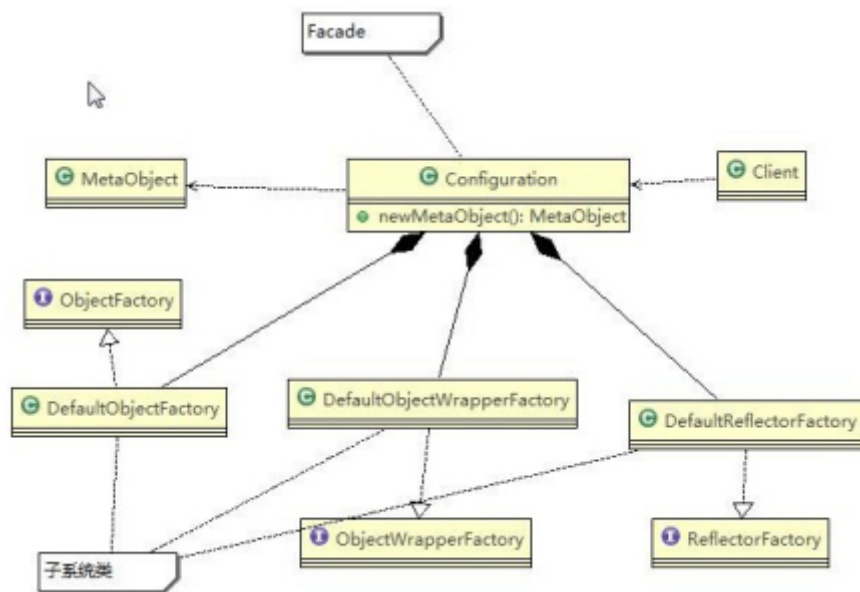 Facade
MetaObject
Configuration
newMetaObject(): MetaObject
Client
ObjectFactory
DefaultObjectFactory
DefaultObjectWrapperFactory
DefaultReflectorFactory
ObjectWrapperFactory
ReflectorFactory
子系统类